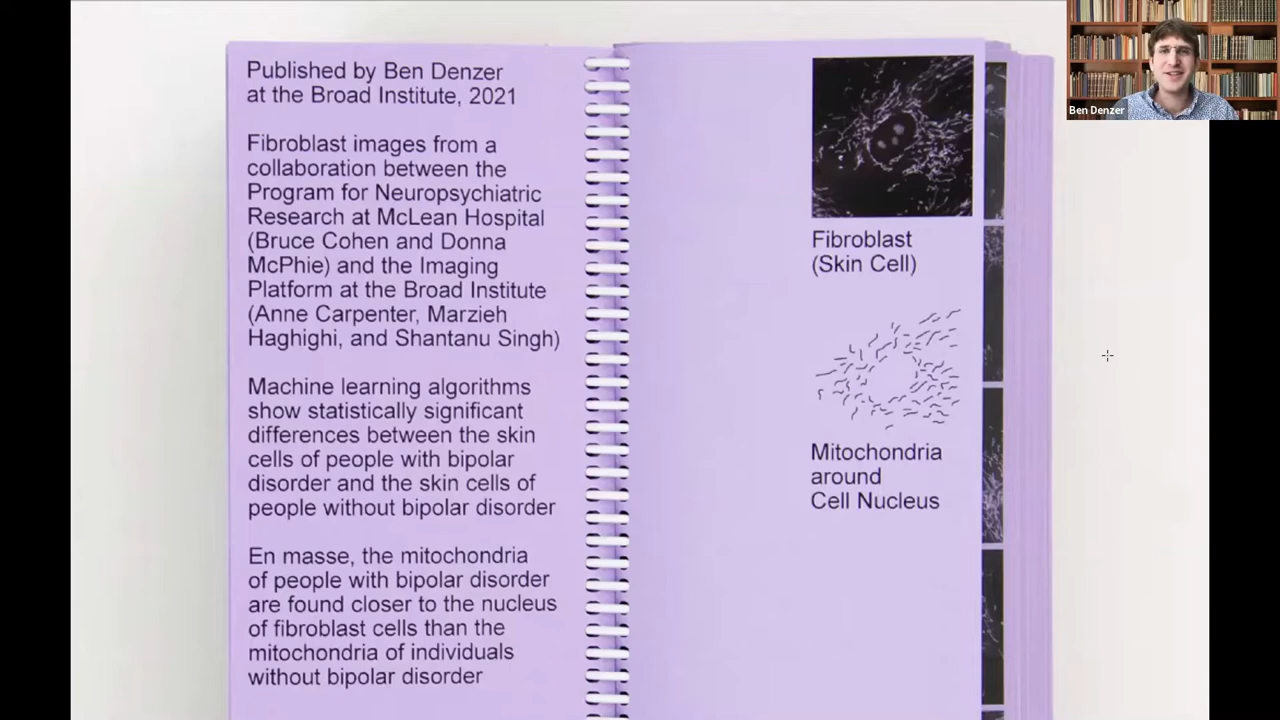 Published by Ben Denzer
at the Broad Institute, 2021
Fibroblast images from a
collaboration between the
Program for Neuropsychiatric
Research at McLean Hospital
(Bruce Cohen and Donna
McPhie) and the Imaging
Platform at the Broad Institute
(Anne Carpenter, Marzieh
Haghighi, and Shantanu Singh)
Machine learning algorithms
show statistically significant
differences between the skin
cells of people with bipolar
disorder and the skin cells of
people without bipolar disorder
En masse, the mitochondria
of people with bipolar disorder
are found closer to the nucleus
of fibroblast cells than the
mitochondria of individuals
without bipolar disorder
Fibroblast
(Skin Cell)
Mitochondria
around
Cell Nucleus
Ben Denzer